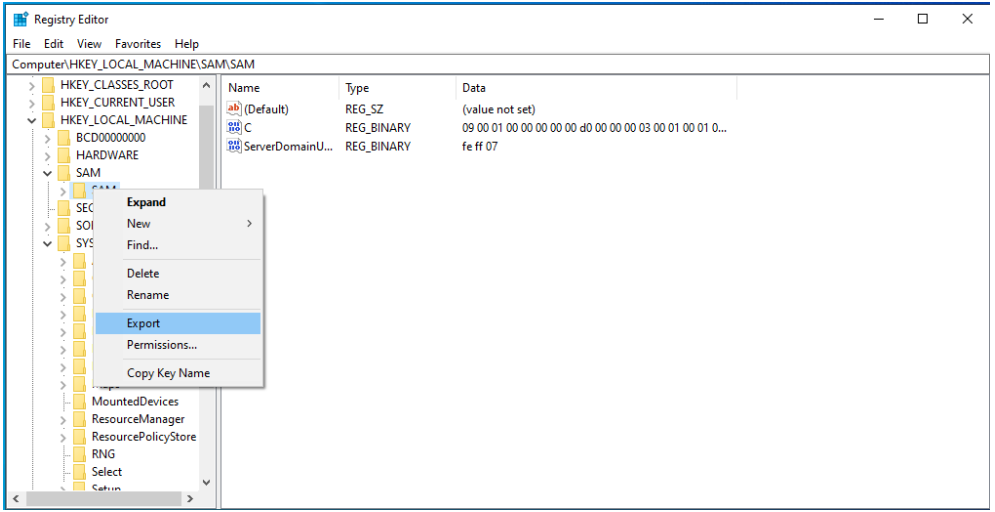 Registry Editor
File Edit View Favorites Help
Computer\HKEY_LOCAL_MACHINE\SAM\SAM
HKEY_CLASSES_ROOT
HKEY_CURRENT_USER
HKEY_LOCAL_MACHINE
BCD00000000
HARDWARE
SAM
SAM
SEC
SYS
MountedDevices
ResourceManager
ResourcePolicyStore
RNG
Select
Setup
Expand
New
Find...
Delete
Rename
Export
Permissions...
Copy Key Name
Name Type Data
(Default) REG_SZ (value not set)
C REG_BINARY 09 00 01 00 00 00 00 00 d0 00 00 00 03 00 01 00 01 0...
ServerDomainU... REG_BINARY fe ff 07